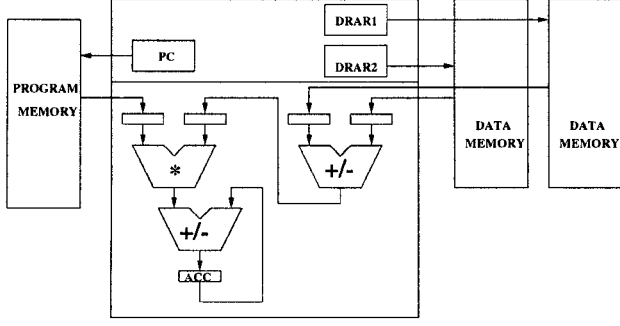 DRAR1
PC
DRAR2
PROGRAM
MEMORY
DATA
MEMORY
DATA
MEMORY
*
+/-
+/-
ACC